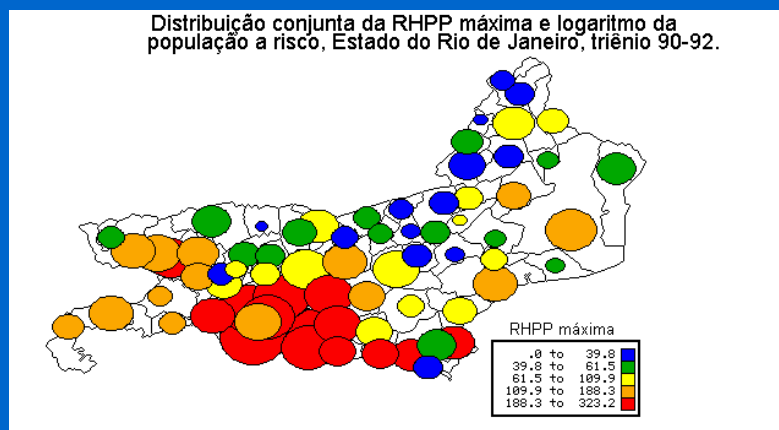 Distribuição conjunta da RHPP máxima e logaritmo da
população a risco, Estado do Rio de Janeiro, triênio 90-92.
RHPP máxima
.0 to 39.8
39.8 to 61.5
61.5 to 109.9
109.9 to 188.3
188.3 to 323.2